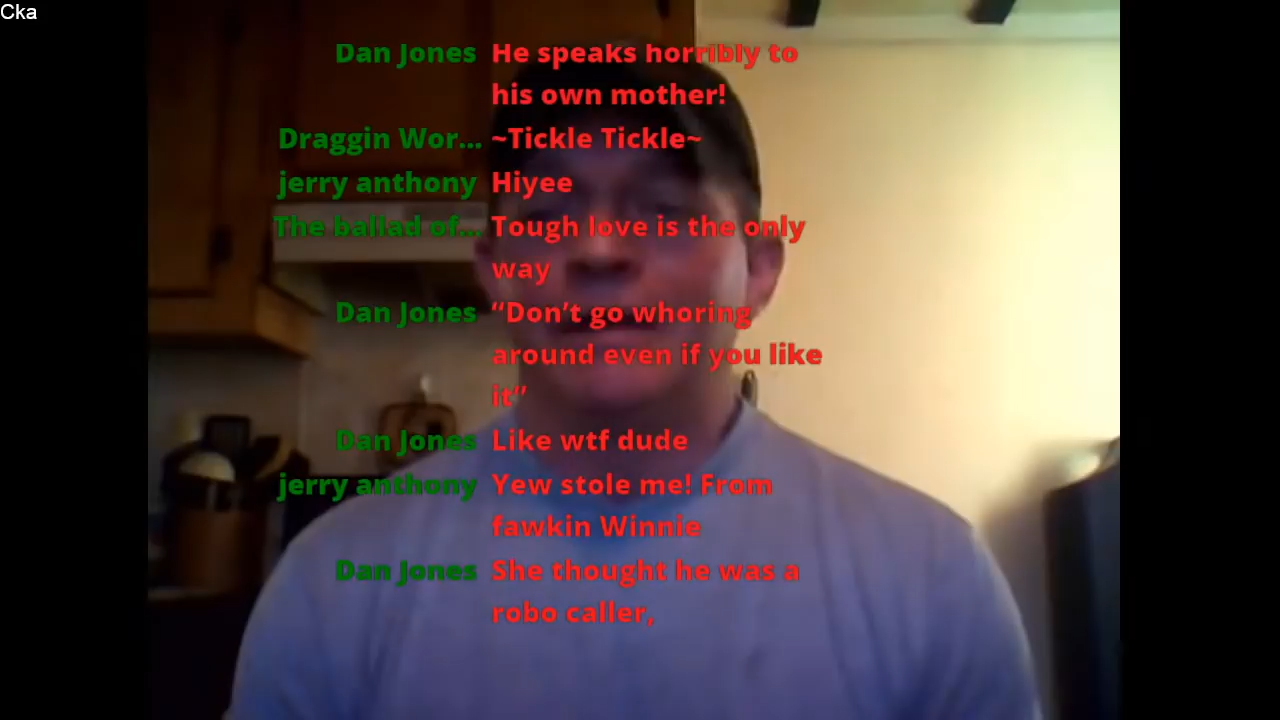 Cka
Dan Jones He speaks horribly to
his own mother!
Draggin Wor... ~Tickle Tickle~
jerry anthony Hiyee
The ballad of... Tough love is the only
way
Dan Jones “Don’t go whoring
around even if you like
it”
Dan Jones Like wtf dude
jerry anthony Yew stole me! From
fawkin Winnie
Dan Jones She thought he was a
robo caller,